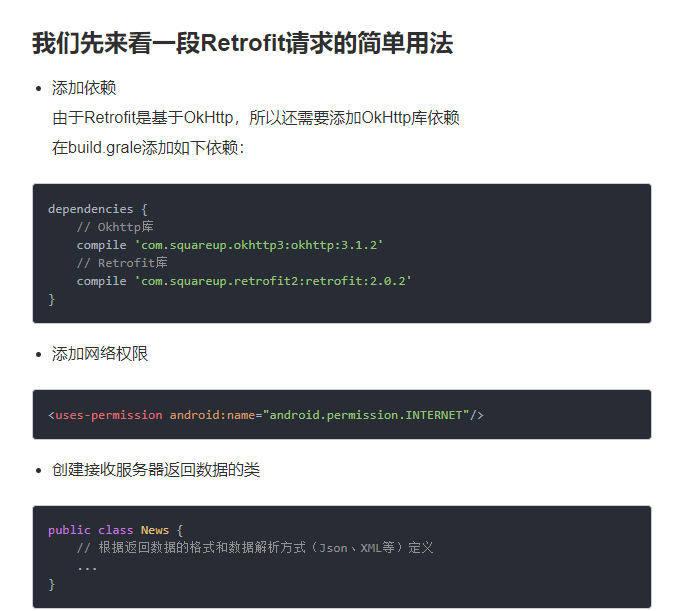 我们先来看一段Retrofit请求的简单用法
添加依赖
由于Retrofit是基于OkHttp，所以还需要添加OkHttp库依赖
在build.grale添加如下依赖：
dependencies {
    // Okhttp库
    compile 'com.squareup.okhttp3:okhttp:3.1.2'
    // Retrofit库
    compile 'com.squareup.retrofit2:retrofit:2.0.2'
}
添加网络权限
<uses-permission android:name="android.permission.INTERNET"/>
创建接收服务器返回数据的类
public class News {
    // 根据返回数据的格式和数据解析方式（Json、XML等）定义
    ...
}